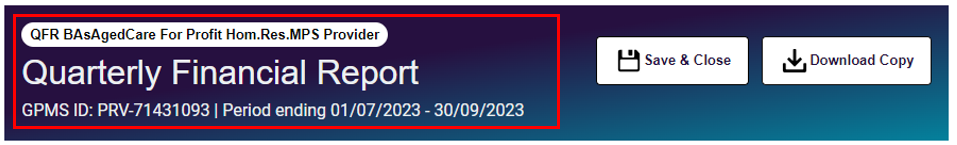 QFR BAsAgedCare For Profit Hom.Res.MPS Provider
Quarterly Financial Report
GPMS ID: PRV-71431093 | Period ending 01/07/2023 - 30/09/2023
Save & Close
Download Copy